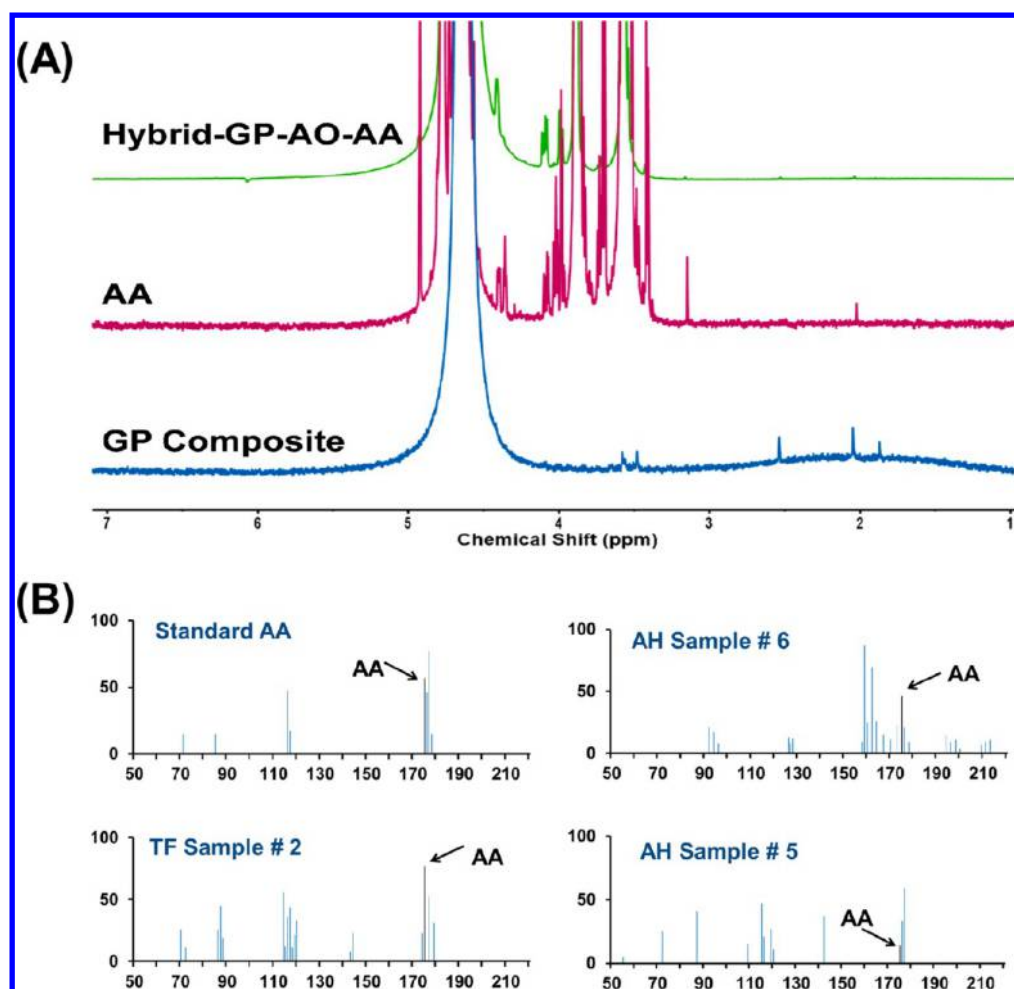 (A)
Hybrid-GP-AO-AA
AA
GP Composite
7 6 5 4 3 2 1
Chemical Shift (ppm)
(B)
100
50
0
Standard AA
AA
50 70 90 110 130 150 170 190 210
100
50
0
AH Sample # 6
AA
50 70 90 110 130 150 170 190 210
100
50
0
TF Sample # 2
AA
50 70 90 110 130 150 170 190 210
100
50
0
AH Sample # 5
AA
50 70 90 110 130 150 170 190 210